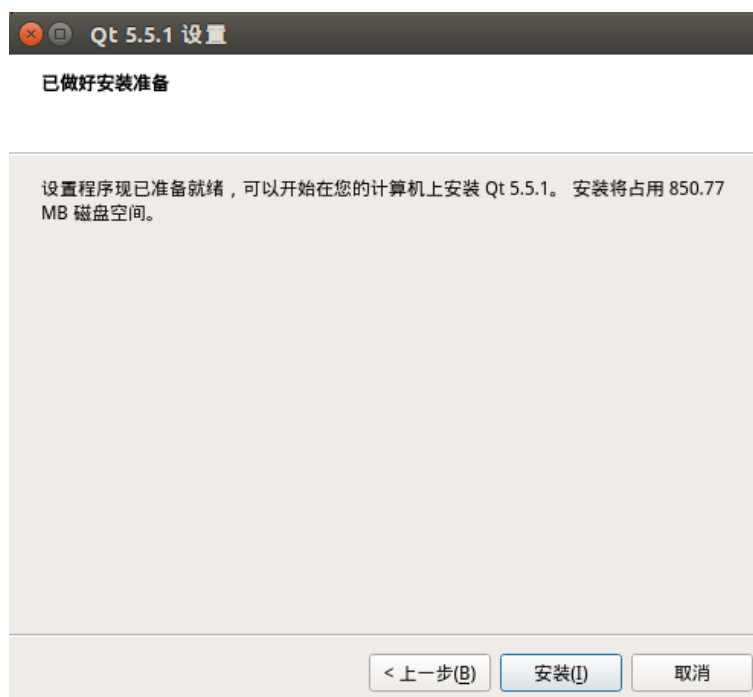 Qt 5.5.1 设置
已做好安装准备
设置程序现已准备就绪，可以开始在您的计算机上安装 Qt 5.5.1。 安装将占用 850.77
MB 磁盘空间。
< 上一步(B) 安装(I) 取消